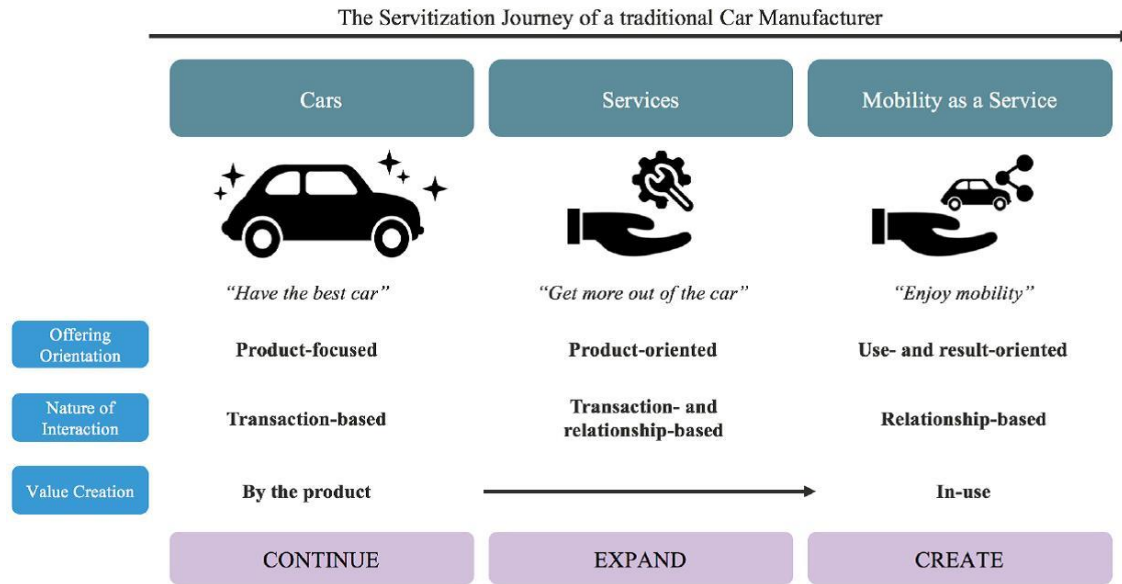 The Servitization Journey of a traditional Car Manufacturer
Cars
Services
Mobility as a Service
“Have the best car”
“Get more out of the car”
“Enjoy mobility”
Offering
Orientation
Product-focused
Product-oriented
Use- and result-oriented
Nature of
Interaction
Transaction-based
Transaction- and
relationship-based
Relationship-based
Value Creation
By the product
In-use
CONTINUE
EXPAND
CREATE